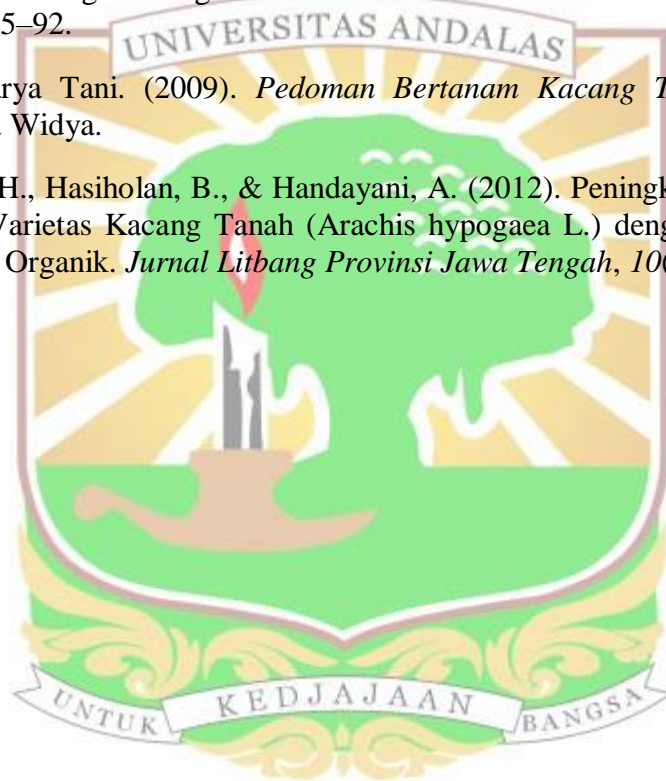 5–92.
UNIVERSITAS ANDALAS
arya Tani. (2009). Pedoman Bertanam Kacang T
Widya.
H., Hasiholan, B., & Handayani, A. (2012). Peningk
Varietas Kacang Tanah (Arachis hypogaea L.) deng
Organik. Jurnal Litbang Provinsi Jawa Tengah, 10
UNTUK KEDJAJAAN BANGSA